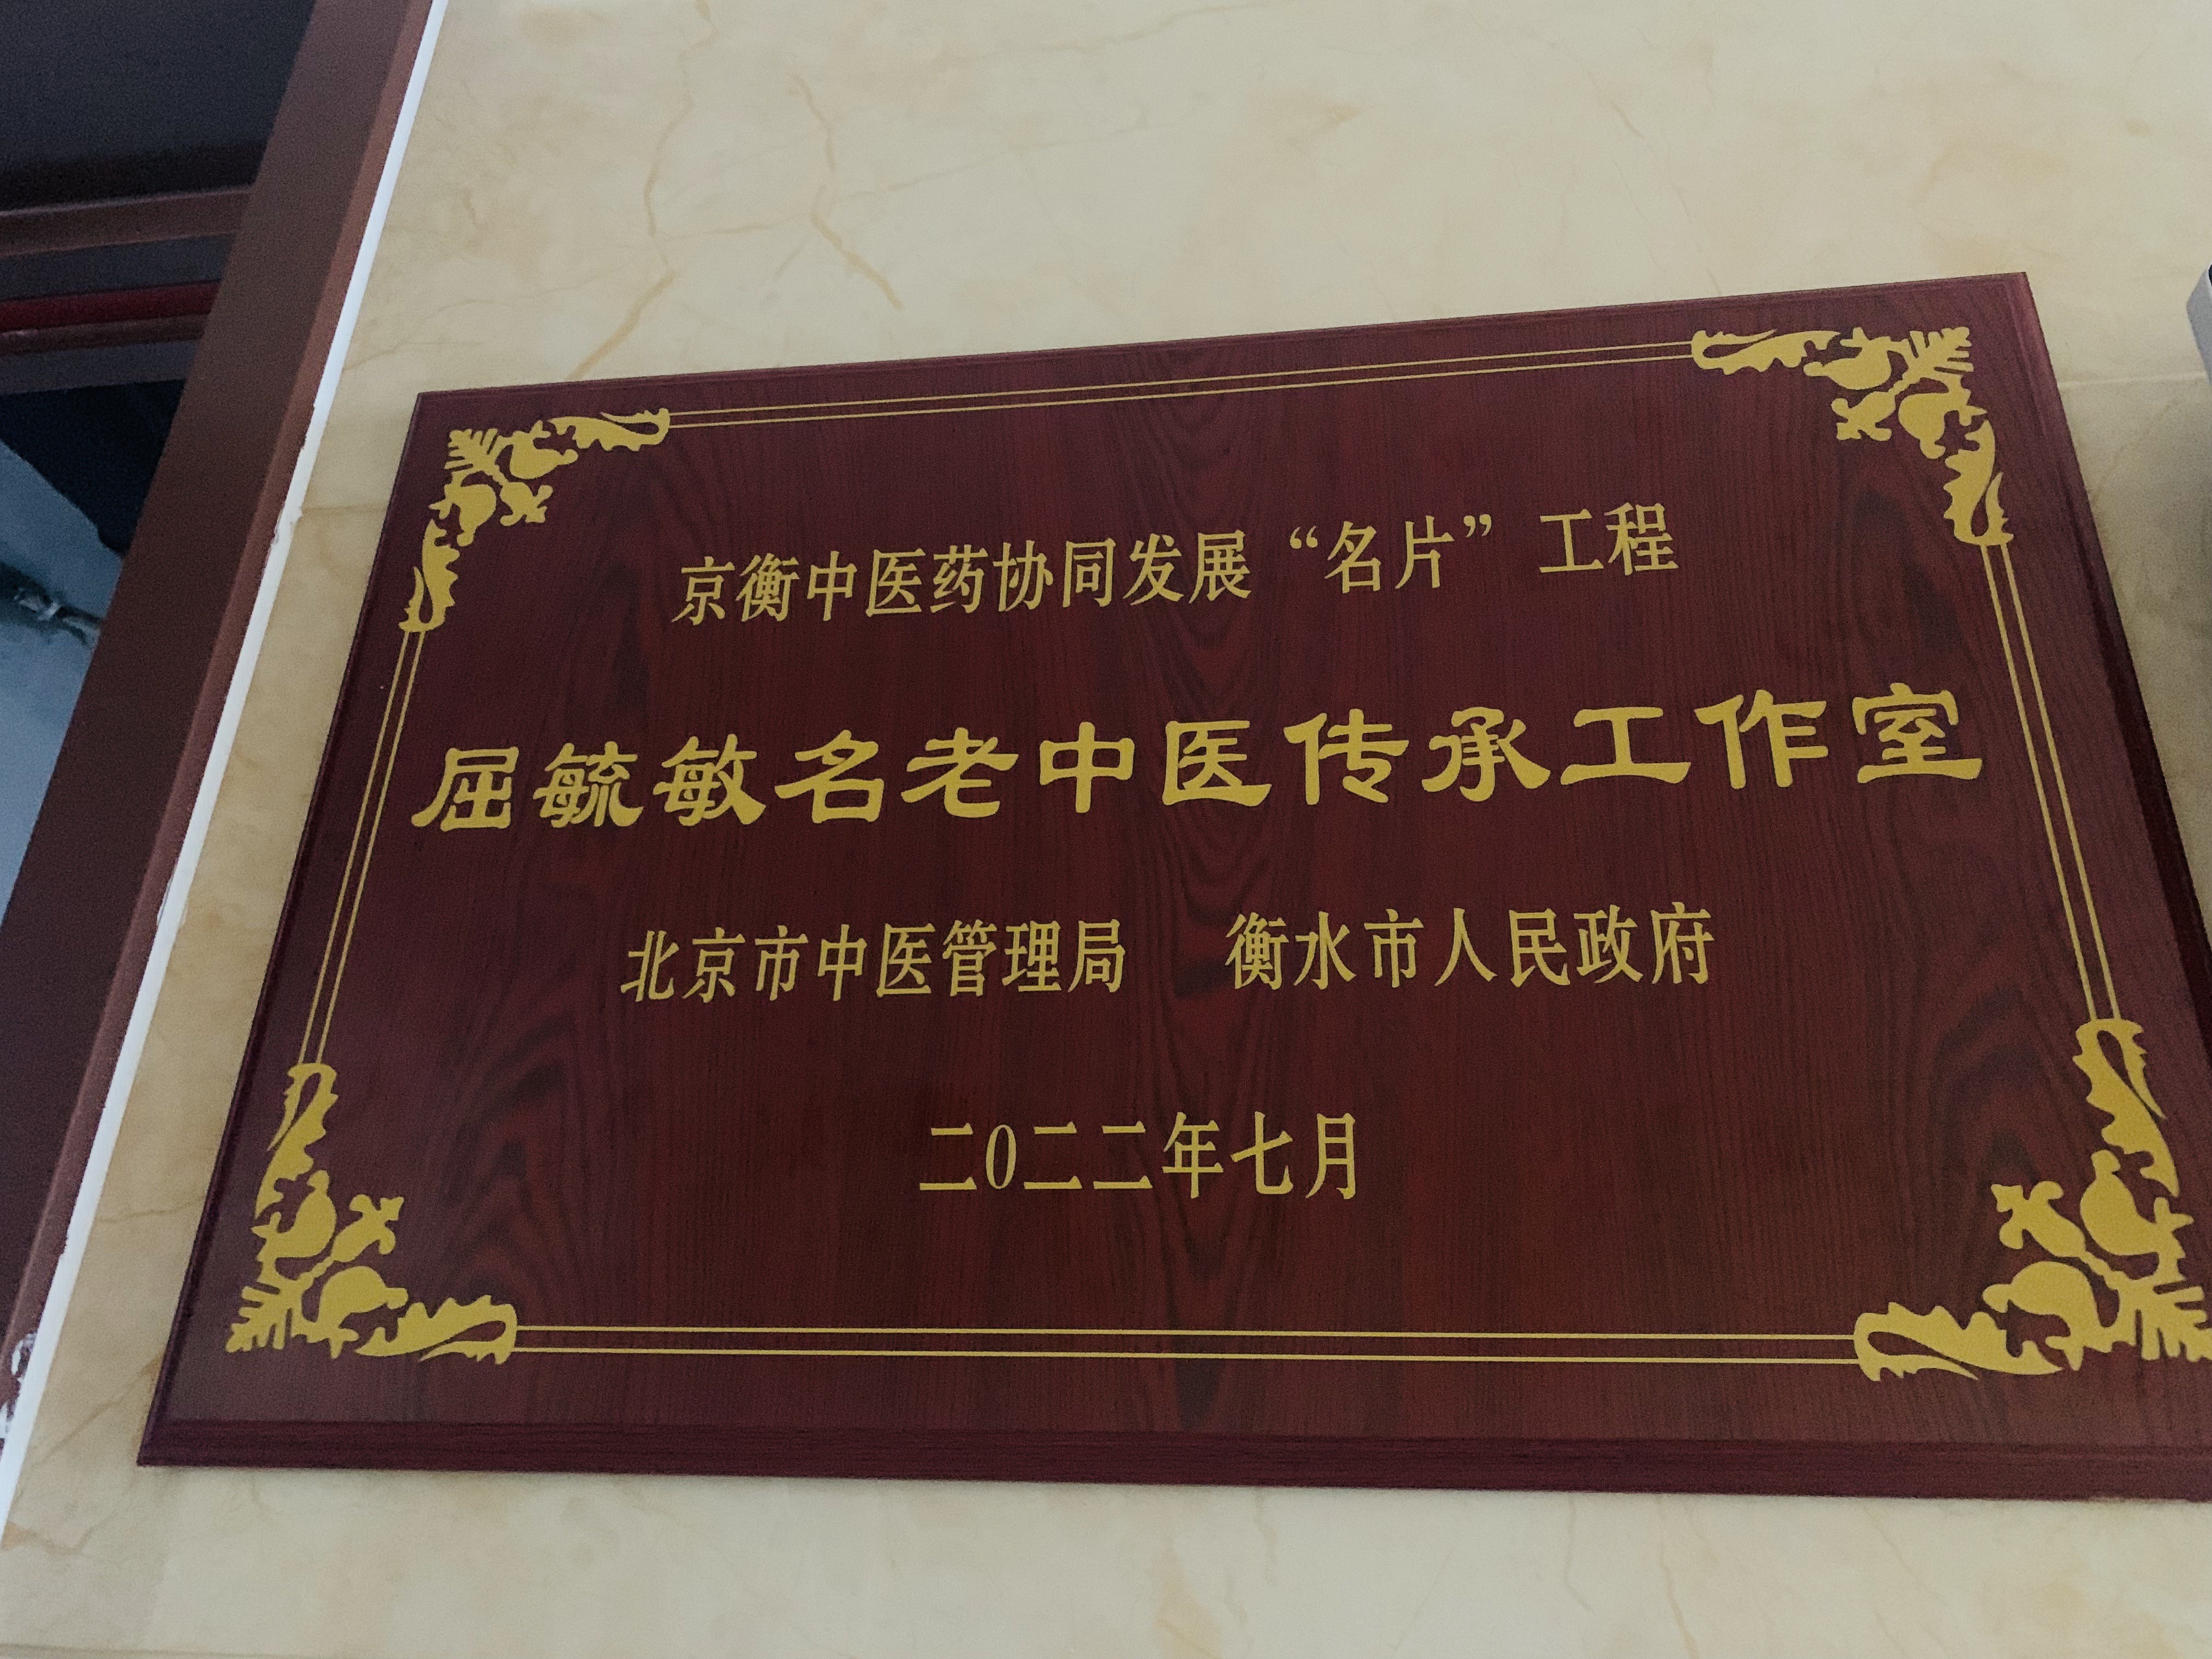 京衡中医药协同发展“名片”工程
屈毓敏名老中医传承工作室
北京市中医管理局 衡水市人民政府
二0二二年七月